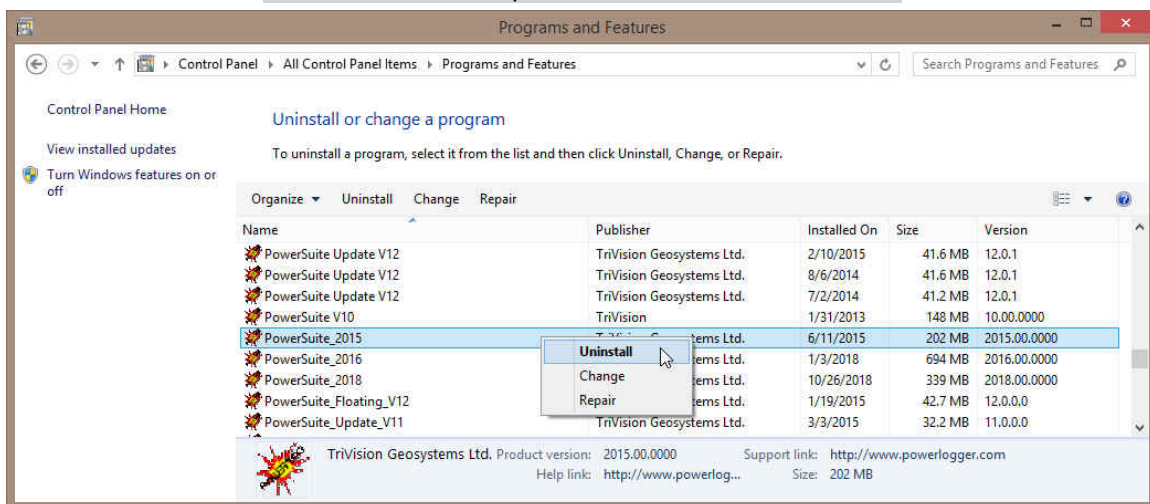 Programs and Features
Control Panel All Control Panel Items Programs and Features Search Programs and Features
Control Panel Home
View installed updates
Turn Windows features on or
off
Uninstall or change a program
To uninstall a program, select it from the list and then click Uninstall, Change, or Repair.
Organize Uninstall Change Repair
Name Publisher Installed On Size Version
PowerSuite Update V12 TriVision Geosystems Ltd. 2/10/2015 41.6 MB 12.0.1
PowerSuite Update V12 TriVision Geosystems Ltd. 8/6/2014 41.6 MB 12.0.1
PowerSuite Update V12 TriVision Geosystems Ltd. 7/2/2014 41.2 MB 12.0.1
PowerSuite V10 TriVision 1/31/2013 148 MB 10.00.0000
PowerSuite_2015 Ltd. 6/11/2015 202 MB 2015.00.0000
PowerSuite_2016 Ltd. 1/3/2018 694 MB 2016.00.0000
PowerSuite_2018 Ltd. 10/26/2018 339 MB 2018.00.0000
PowerSuite_Floating_V12 Ltd. 1/19/2015 42.7 MB 12.0.0.0
PowerSuite_Update_V11 TriVision Geosystems Ltd. 3/3/2015 32.2 MB 11.0.0.0
Uninstall
Change
Repair
TriVision Geosystems Ltd. Product version: 2015.00.0000 Support link: http://www.powerlogger.com
Help link: http://www.powerlog... Size: 202 MB